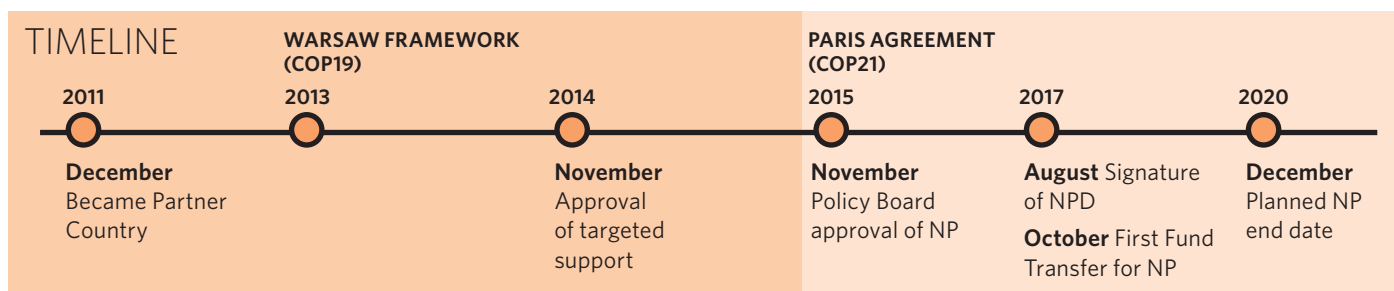 TIMELINE
WARSAW FRAMEWORK
(COP19)
PARIS AGREEMENT
(COP21)
2011
2013
2014
2015
2017
2020
December
Became Partner
Country
November
Approval
of targeted
support
November
Policy Board
approval of NP
August Signature
of NPD
October First Fund
Transfer for NP
December
Planned NP
end date